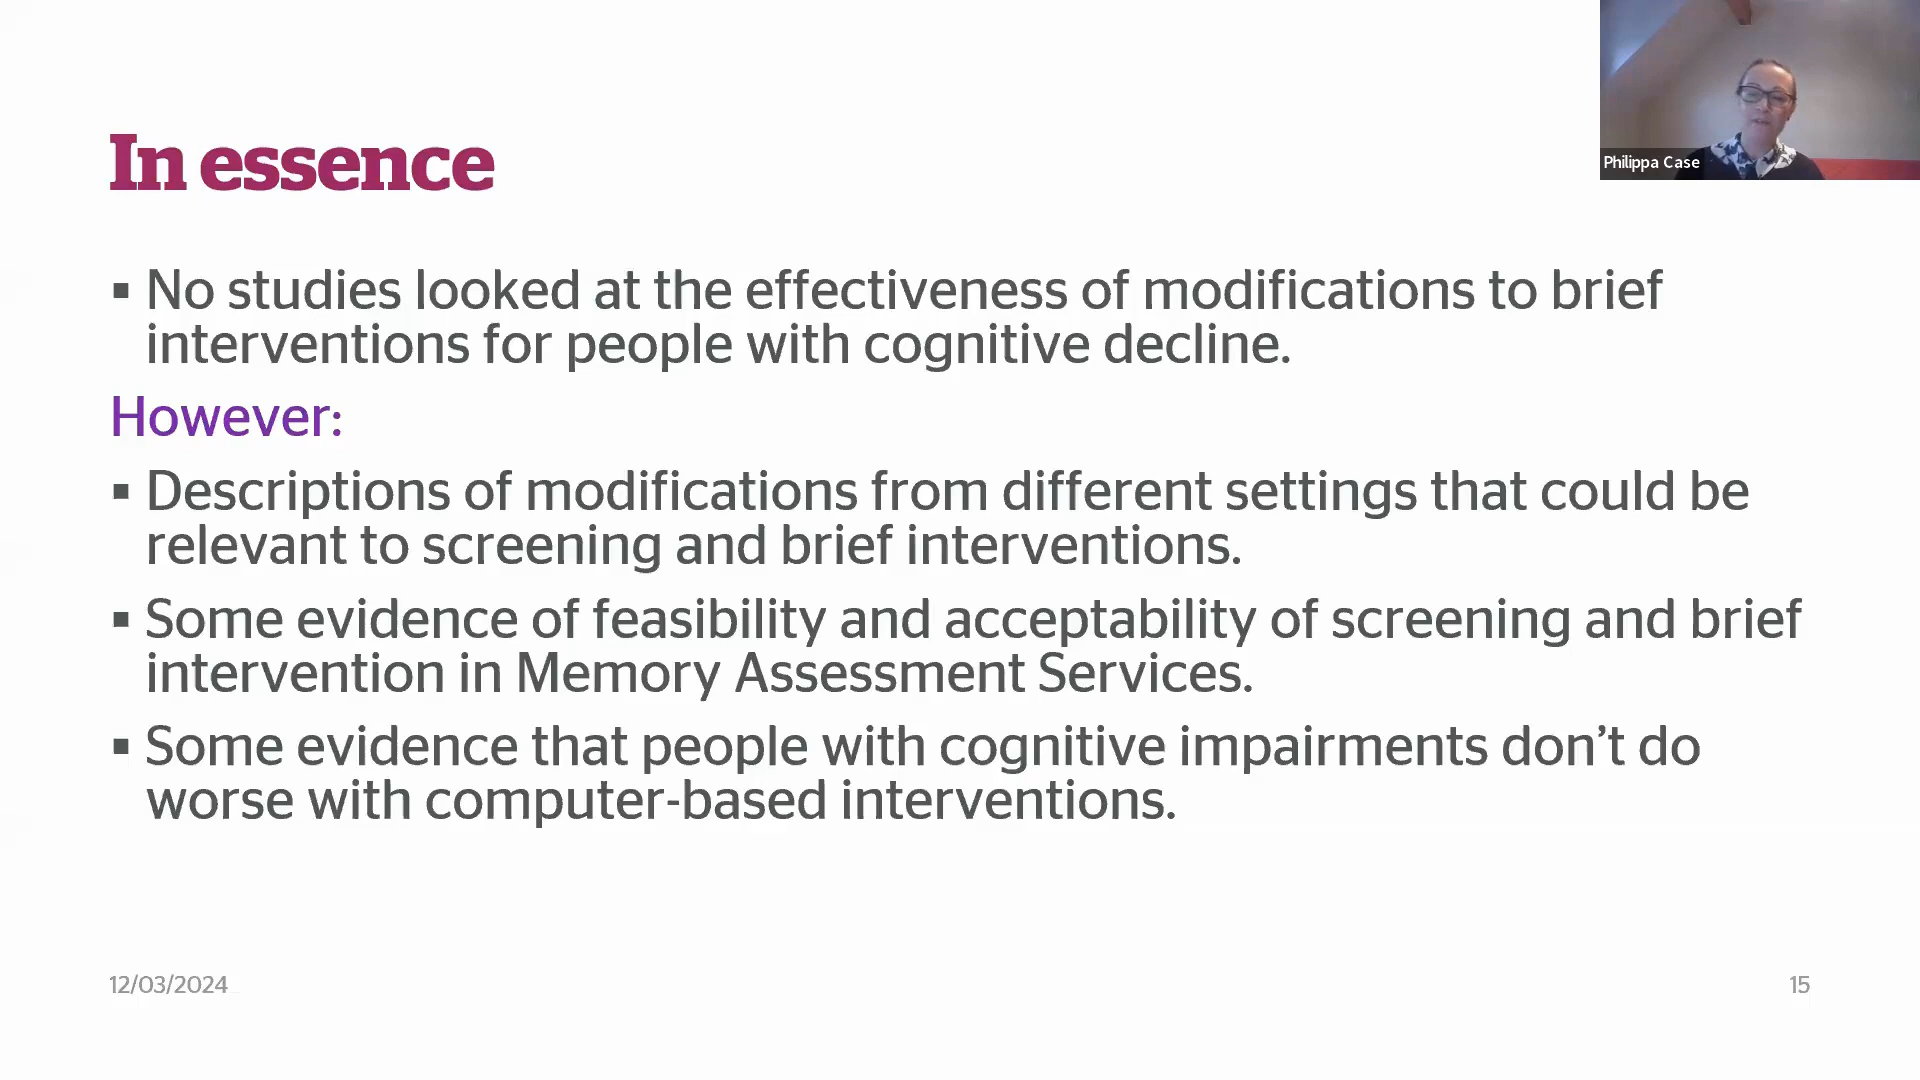 In essence
Philippa Case
▪ No studies looked at the effectiveness of modifications to brief
interventions for people with cognitive decline.
However:
▪ Descriptions of modifications from different settings that could be
relevant to screening and brief interventions.
▪ Some evidence of feasibility and acceptability of screening and brief
intervention in Memory Assessment Services.
▪ Some evidence that people with cognitive impairments don’t do
worse with computer-based interventions.
12/03/2024
15